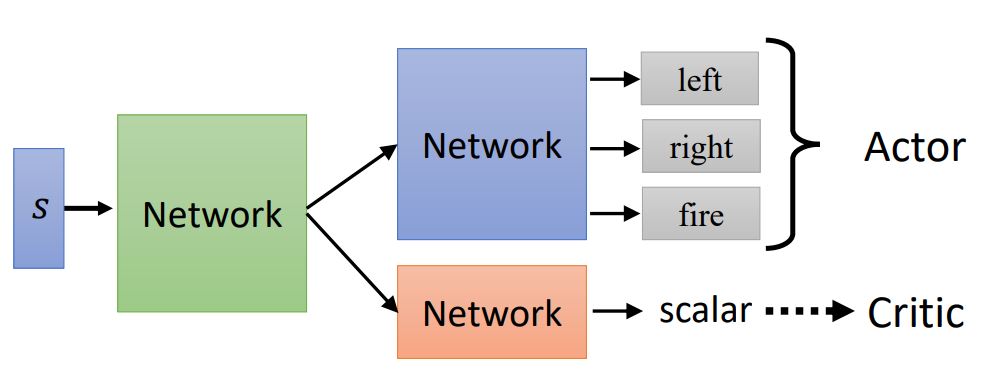 s
Network
Network
left
right
fire
Actor
Network
scalar
Critic